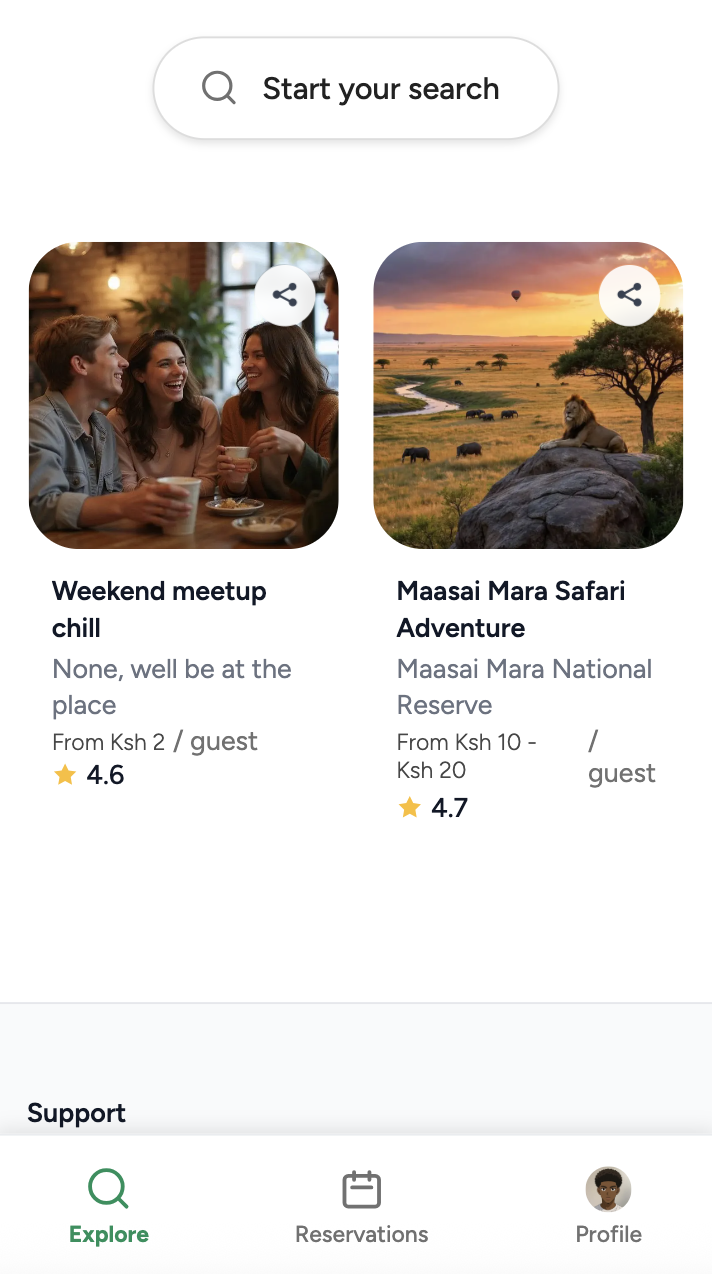 Start your search
Weekend meetup
chill
None, well be at the
place
From Ksh 2 / guest
4.6
Maasai Mara Safari
Adventure
Maasai Mara National
Reserve
From Ksh 10 - /
Ksh 20 guest
4.7
Support
Explore
Reservations
Profile